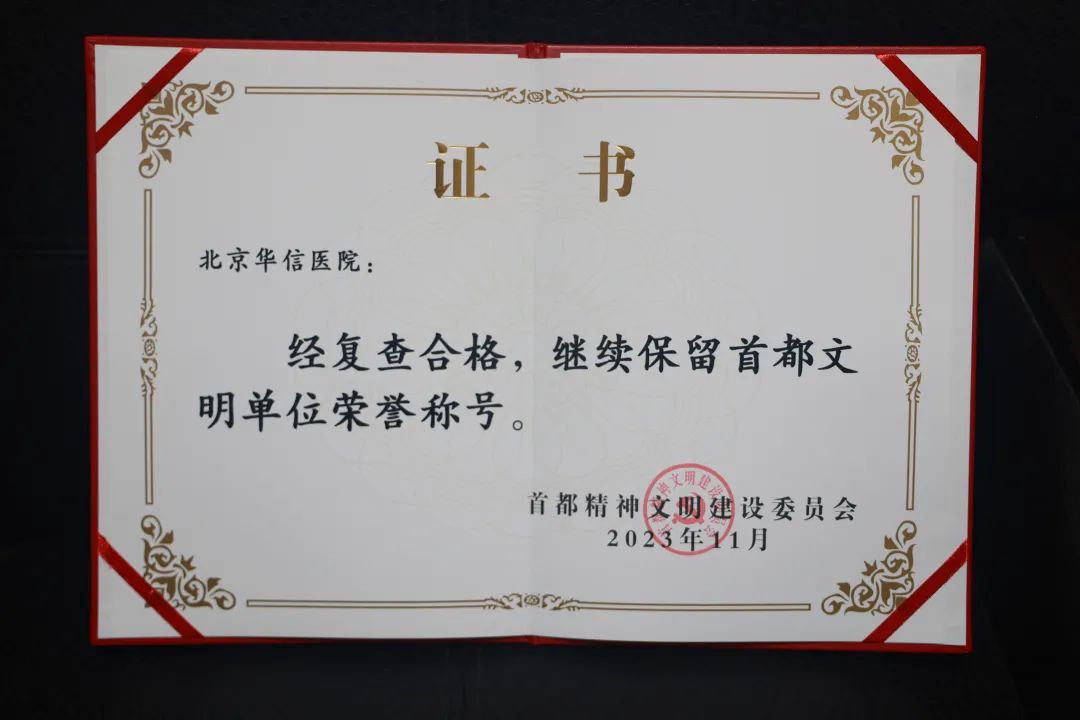 证 书
北京华信医院：
经复查合格，继续保留首都文
明单位荣誉称号。
首都精神文明建设委员会
2023年11月